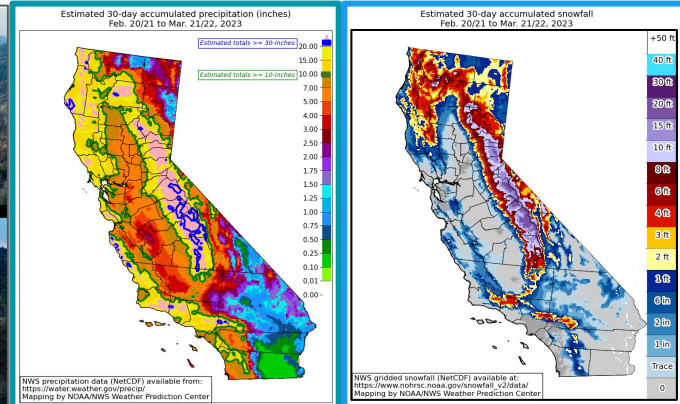 Estimated 30-day accumulated precipitation (inches)
Feb. 20/21 to Mar. 21/22, 2023
Estimated totals >= 30-inches
Estimated totals >= 10-inches
20.00
15.00
10.00
7.00
5.00
4.00
3.00
2.50
2.00
1.75
1.50
1.25
1.00
0.75
0.50
0.25
0.10
0.01
0.00
NWS precipitation data (NetCDF) available from:
https://water.weather.gov/precip/
Mapping by NOAA/NWS Weather Prediction Center
Estimated 30-day accumulated snowfall
Feb. 20/21 to Mar. 21/22, 2023
+50 ft
40 ft
30 ft
20 ft
15 ft
10 ft
8 ft
6 ft
4 ft
3 ft
2 ft
1 ft
6 in
2 in
1 in
Trace
0
NWS gridded snowfall (NetCDF) available at:
https://www.nohrsc.noaa.gov/snowfall_v2/data/
Mapping by NOAA/NWS Weather Prediction Center